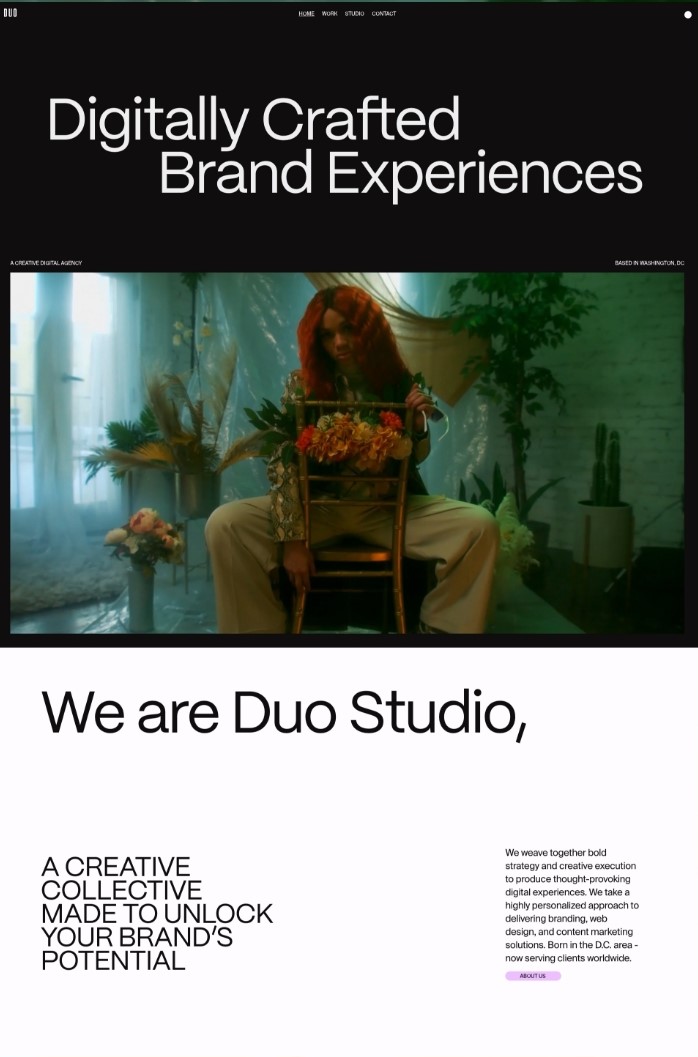 DUO
HOME WORK STUDIO CONTACT
Digitally Crafted
Brand Experiences
A CREATIVE DIGITAL AGENCY
BASED IN WASHINGTON, DC
We are Duo Studio,
A CREATIVE
COLLECTIVE
MADE TO UNLOCK
YOUR BRAND'S
POTENTIAL
We weave together bold
strategy and creative execution
to produce thought-provoking
digital experiences. We take a
highly personalized approach to
delivering branding, web
design, and content marketing
solutions. Born in the D.C. area -
now serving clients worldwide.
ABOUT US